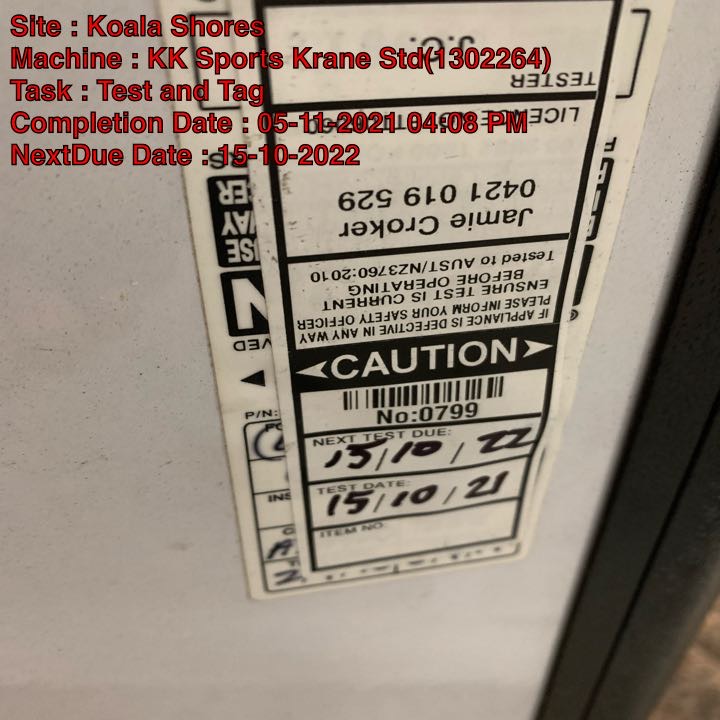 Site : Koala Shores
Machine : KK Sports Krane Std(1302264)
Task : Test and Tag
Completion Date : 05-11-2021 04:08 PM
NextDue Date : 15-10-2022
J.C.
TESTER
LICENCE
Jamie Croker
0421 019 529
Tested to AUST/NZ3760:2010
IF APPLIANCE IS DEFECTIVE IN ANY WAY
PLEASE INFORM YOUR SAFETY OFFICER
ENSURE TEST IS CURRENT
BEFORE OPERATING
CAUTION
No:0799
NEXT TEST DUE:
15/10/22
TEST DATE:
15/10/21
ITEM NO.
P/N:
INS